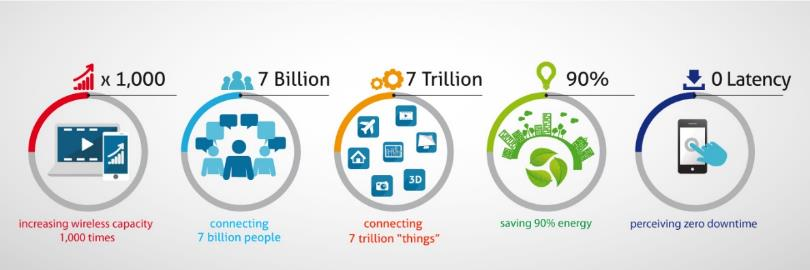 x 1,000
increasing wireless capacity
1,000 times
7 Billion
connecting
7 billion people
7 Trillion
3D
connecting
7 trillion “things”
90%
saving 90% energy
0 Latency
perceiving zero downtime